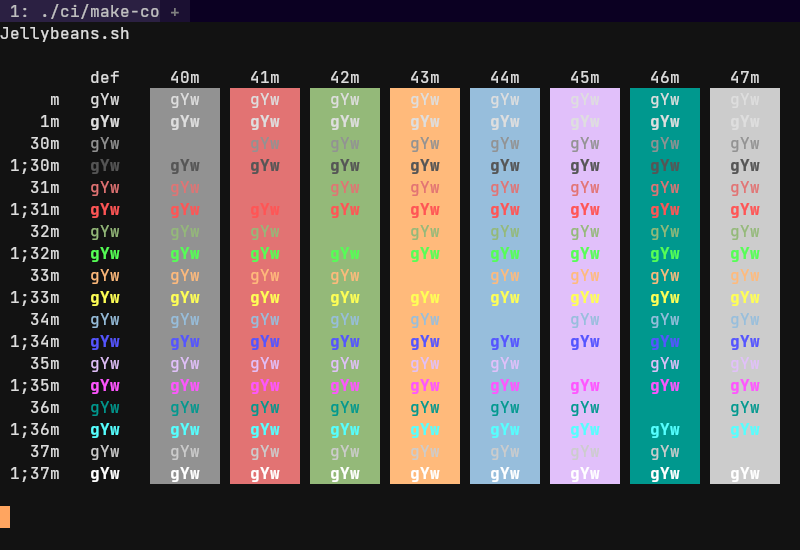 1: ./ci/make-co +
Jellybeans.sh
def 40m 41m 42m 43m 44m 45m 46m 47m
m gYw gYw gYw gYw gYw gYw gYw gYw gYw
1m gYw gYw gYw gYw gYw gYw gYw gYw gYw
30m gYw gYw gYw gYw gYw gYw gYw gYw
1;30m gYw gYw gYw gYw gYw gYw gYw gYw gYw
31m gYw gYw gYw gYw gYw gYw gYw gYw
1;31m gYw gYw gYw gYw gYw gYw gYw gYw gYw
32m gYw gYw gYw gYw gYw gYw gYw gYw
1;32m gYw gYw gYw gYw gYw gYw gYw gYw gYw
33m gYw gYw gYw gYw gYw gYw gYw gYw
1;33m gYw gYw gYw gYw gYw gYw gYw gYw gYw
34m gYw gYw gYw gYw gYw gYw gYw gYw
1;34m gYw gYw gYw gYw gYw gYw gYw gYw gYw
35m gYw gYw gYw gYw gYw gYw gYw gYw
1;35m gYw gYw gYw gYw gYw gYw gYw gYw gYw
36m gYw gYw gYw gYw gYw gYw gYw gYw
1;36m gYw gYw gYw gYw gYw gYw gYw gYw gYw
37m gYw gYw gYw gYw gYw gYw gYw gYw
1;37m gYw gYw gYw gYw gYw gYw gYw gYw gYw